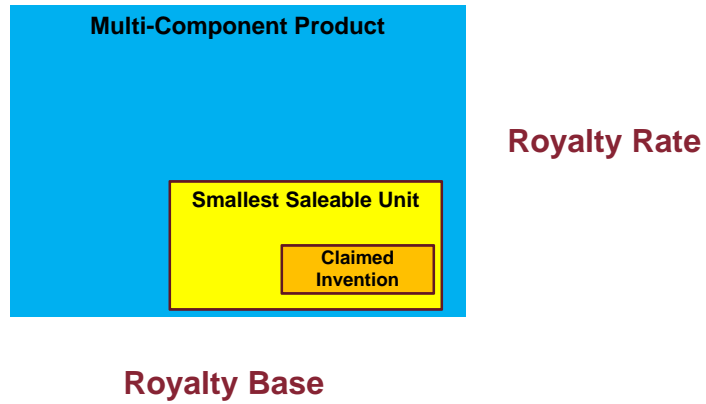 Multi-Component Product
Royalty Rate
Smallest Saleable Unit
Claimed
Invention
Royalty Base